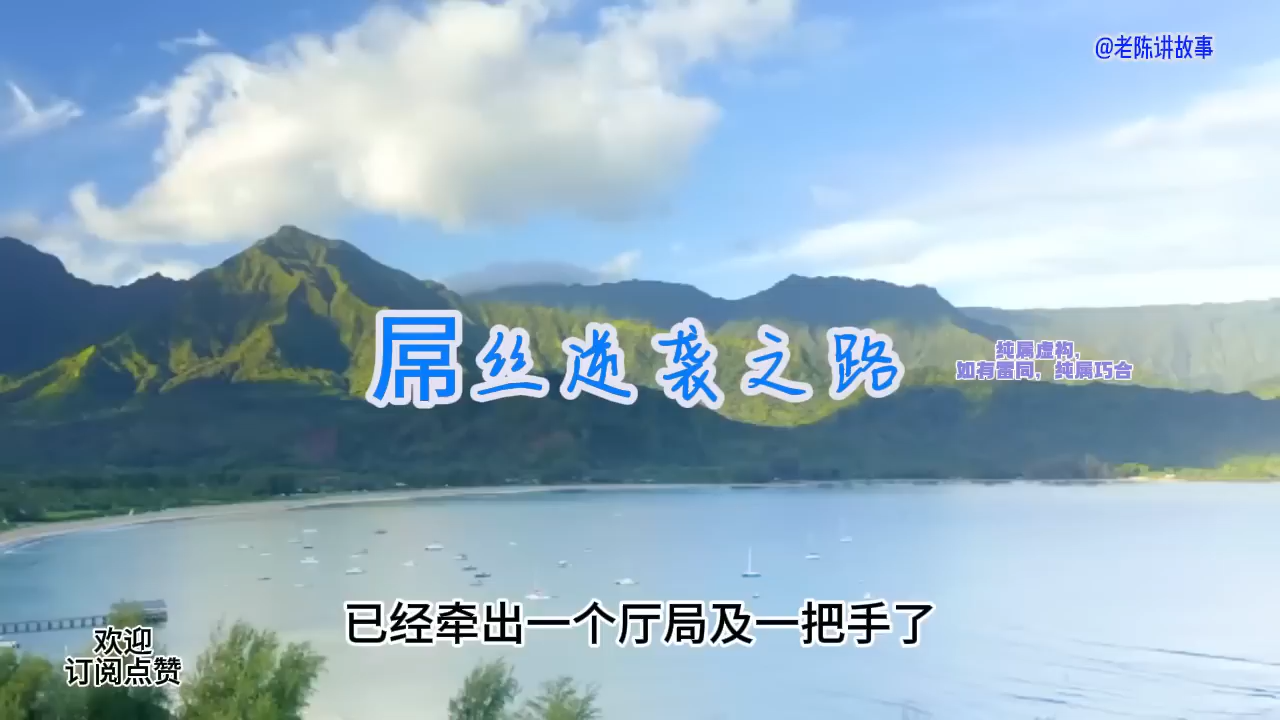 @老陈讲故事
屌丝逆袭之路
纯属虚构，
如有雷同，纯属巧合
已经牵出一个厅局及一把手了
欢迎
订阅点赞